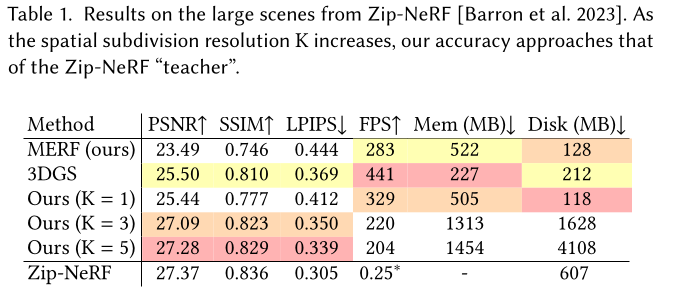 Table 1. Results on the large scenes from Zip-NeRF [Barron et al. 2023]. As
the spatial subdivision resolution K increases, our accuracy approaches that
of the Zip-NeRF “teacher”.
Method PSNR↑ SSIM↑ LPIPS↓ FPS↑ Mem (MB)↓ Disk (MB)↓
MERF (ours) 23.49 0.746 0.444 283 522 128
3DGS 25.50 0.810 0.369 441 227 212
Ours (K = 1) 25.44 0.777 0.412 329 505 118
Ours (K = 3) 27.09 0.823 0.350 220 1313 1628
Ours (K = 5) 27.28 0.829 0.339 204 1454 4108
Zip-NeRF 27.37 0.836 0.305 0.25* - 607